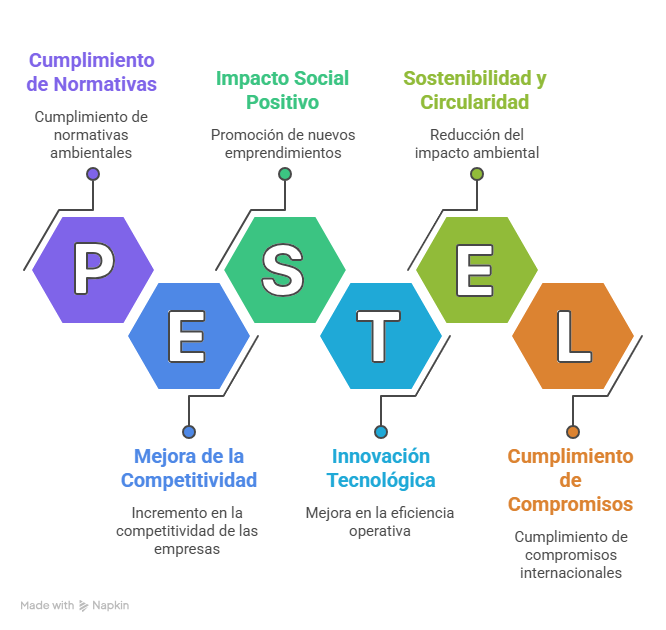 Cumplimiento
de Normativas
Cumplimiento de
normativas
ambientales
Impacto Social
Positivo
Promoción de nuevos
emprendimientos
Sostenibilidad y
Circularidad
Reducción del
impacto ambiental
P
E
S
T
E
L
Mejora de la
Competitividad
Incremento en la
competitividad de las
empresas
Innovación
Tecnológica
Mejora en la eficiencia
operativa
Cumplimiento
de
Compromisos
Cumplimiento de
compromisos
internacionales
Made with Napkin